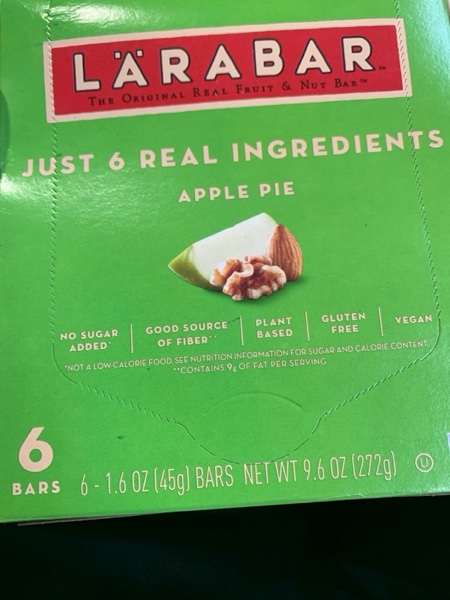 LÄRABAR™
THE ORIGINAL REAL FRUIT & NUT BAR™
JUST 6 REAL INGREDIENTS
APPLE PIE
NO SUGAR ADDED*
GOOD SOURCE OF FIBER**
PLANT BASED
GLUTEN FREE
VEGAN
*NOT A LOW CALORIE FOOD. SEE NUTRITION INFORMATION FOR SUGAR AND CALORIE CONTENT.
**CONTAINS 9g OF FAT PER SERVING
6
BARS
6 - 1.6 OZ (45g) BARS NET WT 9.6 OZ (272g)
U